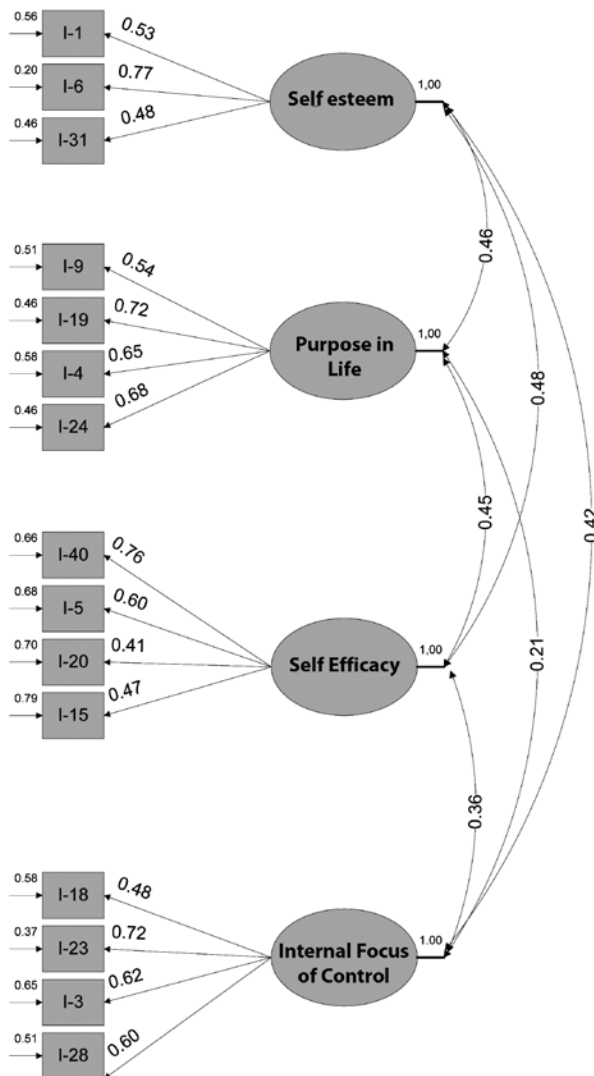 0.56
I-1
0.53
0.20
I-6
0.77
0.46
I-31
0.48
Self esteem
1,00
0.46
0.51
I-9
0.54
0.46
I-19
0.72
0.58
I-4
0.65
0.46
I-24
0.68
Purpose in
Life
1,00
0.48
0.45
0.42
0.66
I-40
0.76
0.68
I-5
0.60
0.70
I-20
0.41
0.79
I-15
0.47
Self Efficacy
1,00
0.21
0.36
0.58
I-18
0.48
0.37
I-23
0.72
0.65
I-3
0.62
0.51
I-28
0.60
Internal Focus
of Control
1.00